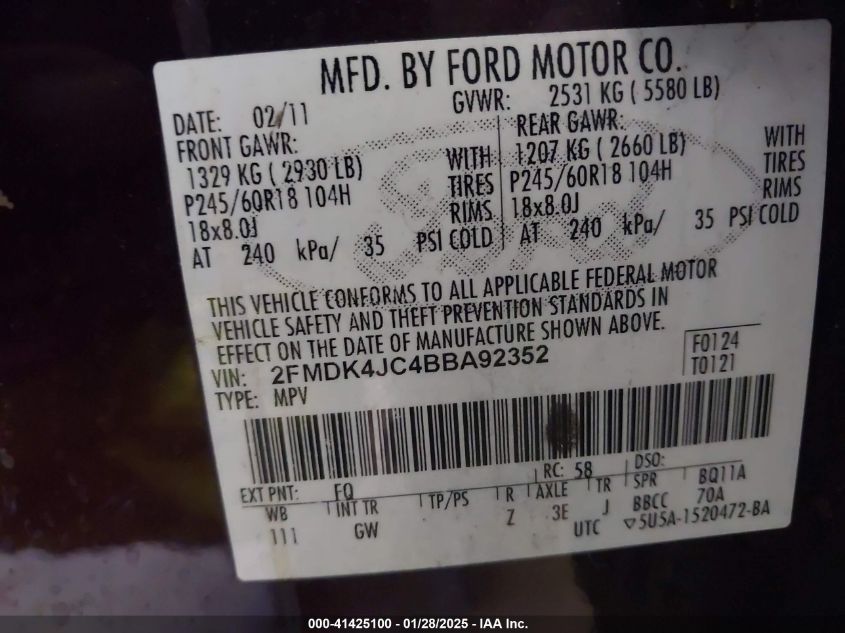 MFD. BY FORD MOTOR CO.
DATE: 02/11 GVWR: 2531 KG ( 5580 LB)
FRONT GAWR: REAR GAWR:
1329 KG ( 2930 LB) WITH 1207 KG ( 2660 LB) WITH
P245/60R18 104H TIRES P245/60R18 104H TIRES
18x8.0J RIMS 18x8.0J RIMS
AT 240 kPa/ 35 PSI COLD AT 240 kPa/ 35 PSI COLD
Ford
THIS VEHICLE CONFORMS TO ALL APPLICABLE FEDERAL MOTOR
VEHICLE SAFETY AND THEFT PREVENTION STANDARDS IN
EFFECT ON THE DATE OF MANUFACTURE SHOWN ABOVE.
VIN: 2FMDK4JC4BBA92352 F0124
TYPE: MPV T0121
EXT PNT: FQ RC: 58 DSO:
WB INT TR TP/PS R AXLE TR SPR BQ11A
111 GW Z 3E J BBCC 70A
UTC ▽5U5A-1520472-BA
000-41425100 - 01/28/2025 - IAA Inc.